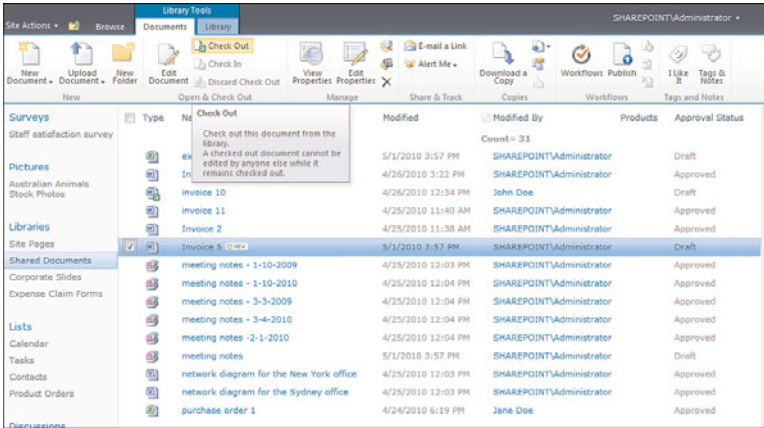 Library Tools
Site Actions Browse Documents Library SHAREPOINT\Administrator
New Document Upload Document New Folder
Edit Document Check Out Check In Discard Check Out
View Properties Edit Properties
E-mail a Link Alert Me
Download a Copy
Workflows Publish
I Like It Tags & Notes
New Open & Check Out Manage Share & Track Copies Workflows Tags and Notes
Check Out
Check out this document from the library.
A checked out document cannot be edited by anyone else while it remains checked out.
Surveys
Staff satisfaction survey
Pictures
Australian Animals
Stock Photos
Libraries
Site Pages
Shared Documents
Corporate Slides
Expense Claim Forms
Lists
Calendar
Tasks
Contacts
Product Orders
Discussions
Type Modified Modified By Products Approval Status
Count= 31
5/1/2010 3:57 PM SHAREPOINT\Administrator Draft
4/26/2010 3:22 PM SHAREPOINT\Administrator Approved
invoice 10 4/26/2010 12:34 PM John Doe Draft
invoice 11 4/25/2010 11:40 AM SHAREPOINT\Administrator Approved
Invoice 2 4/25/2010 11:38 AM SHAREPOINT\Administrator Approved
Invoice 5 NEW 5/1/2010 3:57 PM SHAREPOINT\Administrator Draft
meeting notes - 1-10-2009 4/25/2010 12:03 PM SHAREPOINT\Administrator Approved
meeting notes - 1-10-2010 4/25/2010 12:04 PM SHAREPOINT\Administrator Approved
meeting notes - 3-3-2009 4/25/2010 12:04 PM SHAREPOINT\Administrator Approved
meeting notes - 3-4-2010 4/25/2010 12:04 PM SHAREPOINT\Administrator Approved
meeting notes -2-1-2010 4/25/2010 12:04 PM SHAREPOINT\Administrator Approved
meeting notes 5/1/2010 3:57 PM SHAREPOINT\Administrator Draft
network diagram for the New York office 4/25/2010 12:03 PM SHAREPOINT\Administrator Approved
network diagram for the Sydney office 4/25/2010 12:03 PM SHAREPOINT\Administrator Approved
purchase order 1 4/24/2010 6:19 PM Jane Doe Approved